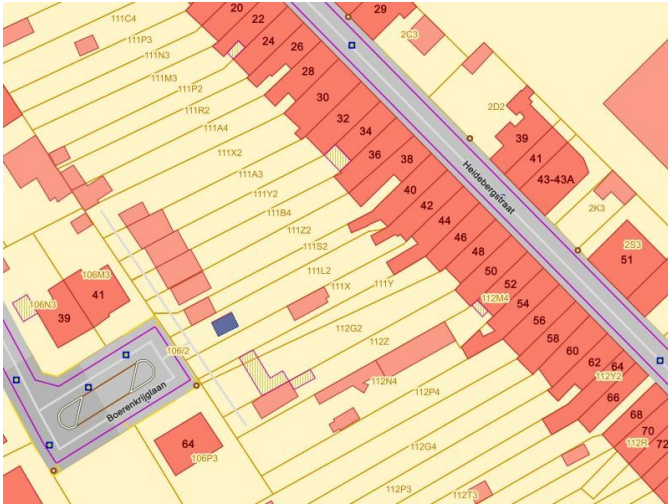 111C4
20
22
29
2C3
111P3
24
26
111N3
111M3
28
111P2
30
111R2
2D2
111A4
32
34
39
111X2
36
38
41
111A3
43-43A
111Y2
40
Heidebergstraat
111B4
42
2K3
111Z2
44
111S2
46
2S3
48
51
106M3
111L2
50
41
111X
111Y
52
106N3
112M4
54
39
112G2
56
106/2
112Z
58
60
62
64
112Y2
Boerenkrijglaan
112N4
112P4
66
68
64
70
112R
72
106P3
112G4
112P3
112T3